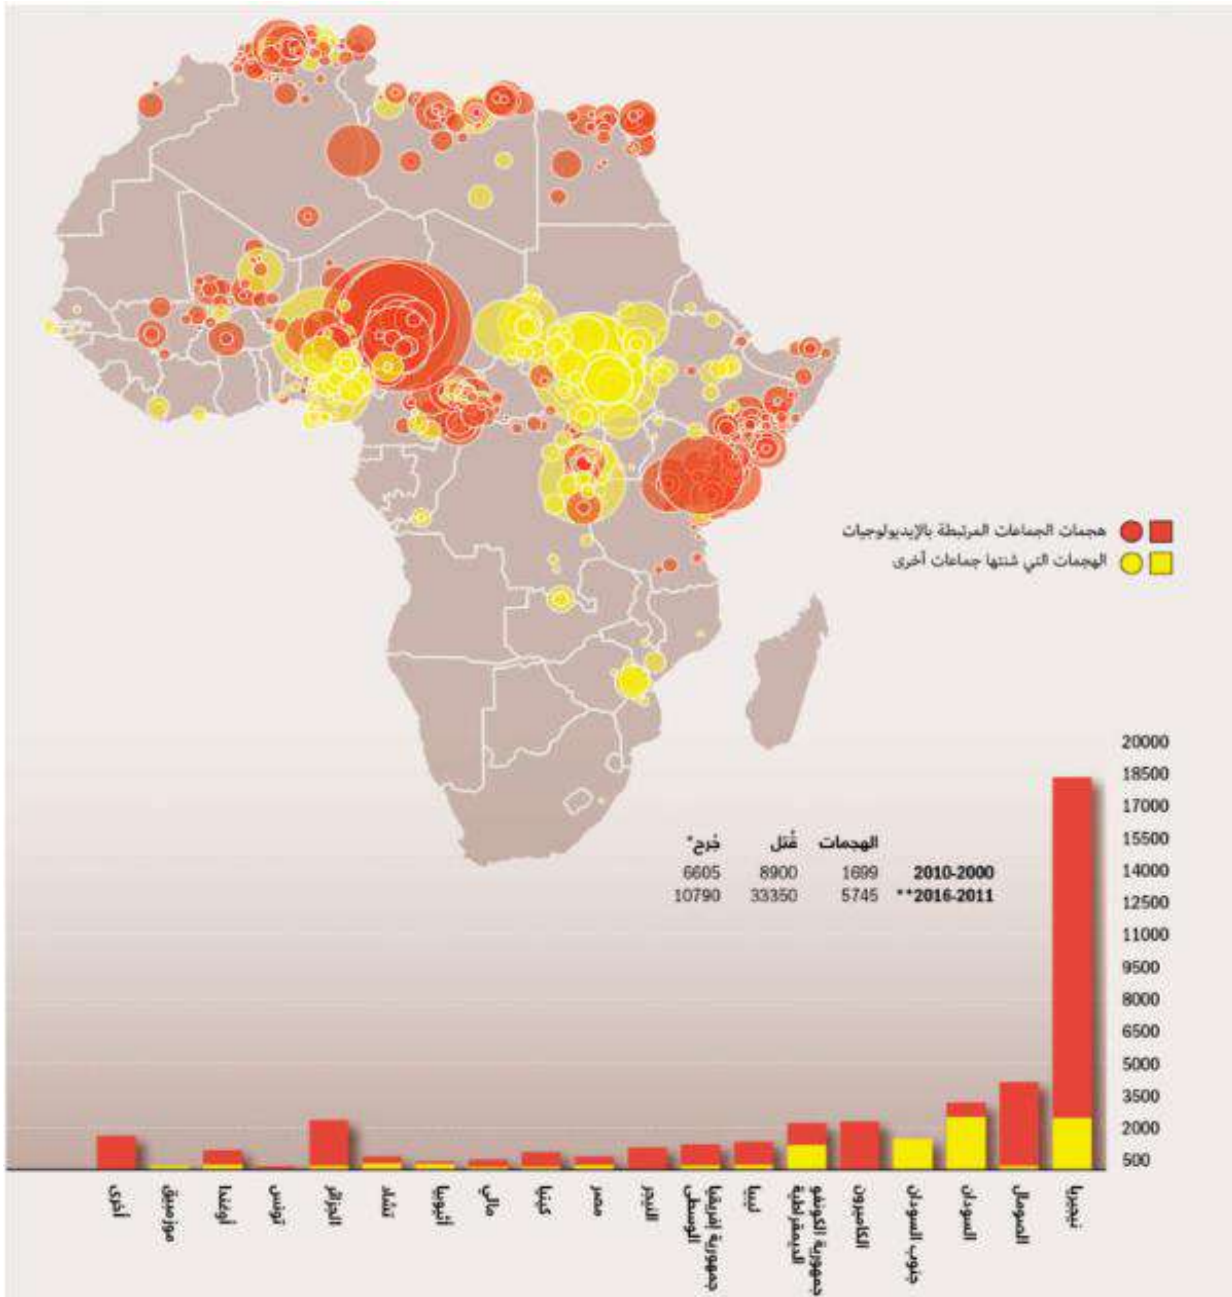 هجمات الجماعات المرتبطة بالإيديولوجيات
الهجمات التي شنتها جماعات أخرى
الهجمات قُتل جُرح*
2010-2000 1699 8900 6605
2016-2011** 5745 33350 10790
20000
18500
17000
15500
14000
12500
11000
9500
8000
6500
5000
3500
2000
500
نيجيريا
الصومال
السودان
جنوب السودان
الكاميرون
جمهورية الكونغو
الديمقراطية
ليبيا
جمهورية إفريقيا
الوسطى
النيجر
مصر
كينيا
مالي
أثيوبيا
تشاد
الجزائر
تونس
أوغندا
موزمبيق
أخرى